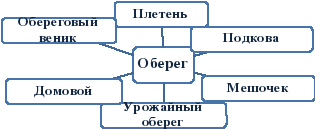 Плетень
Обереговый
веник
Подкова
Оберег
Домовой
Мешочек
Урожайный
оберег